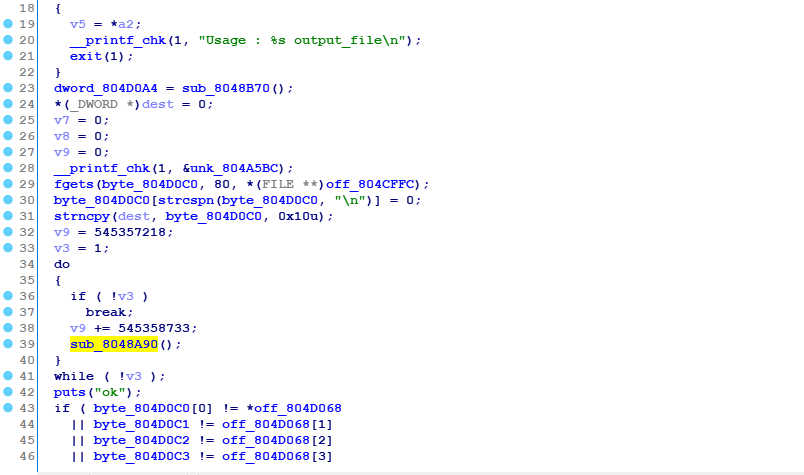 18 {
19 v5 = *a2;
20 __printf_chk(1, "Usage : %s output_file\n");
21 exit(1);
22 }
23 dword_804D0A4 = sub_8048B70();
24 *(_DWORD *)dest = 0;
25 v7 = 0;
26 v8 = 0;
27 v9 = 0;
28 __printf_chk(1, &unk_804A5BC);
29 fgets(byte_804D0C0, 80, *(FILE **)off_804CFFC);
30 byte_804D0C0[strcspn(byte_804D0C0, "\n")] = 0;
31 strncpy(dest, byte_804D0C0, 0x10u);
32 v9 = 545357218;
33 v3 = 1;
34 do
35 {
36 if ( !v3 )
37 break;
38 v9 += 545358733;
39 sub_8048A90();
40 }
41 while ( !v3 );
42 puts("ok");
43 if ( byte_804D0C0[0] != *off_804D068
44 || byte_804D0C1 != off_804D068[1]
45 || byte_804D0C2 != off_804D068[2]
46 || byte_804D0C3 != off_804D068[3]